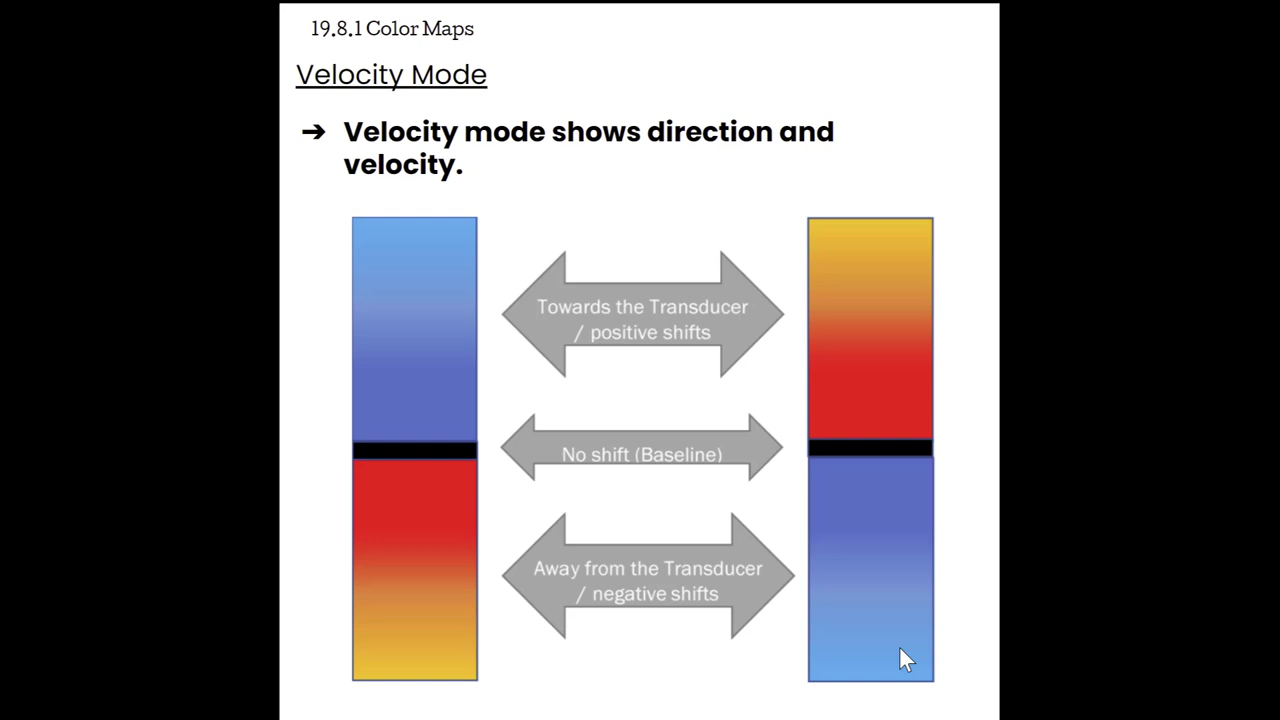 19.8.1 Color Maps
Velocity Mode
➔ Velocity mode shows direction and
velocity.
Towards the Transducer
/ positive shifts
No shift (Baseline)
Away from the Transducer
/ negative shifts